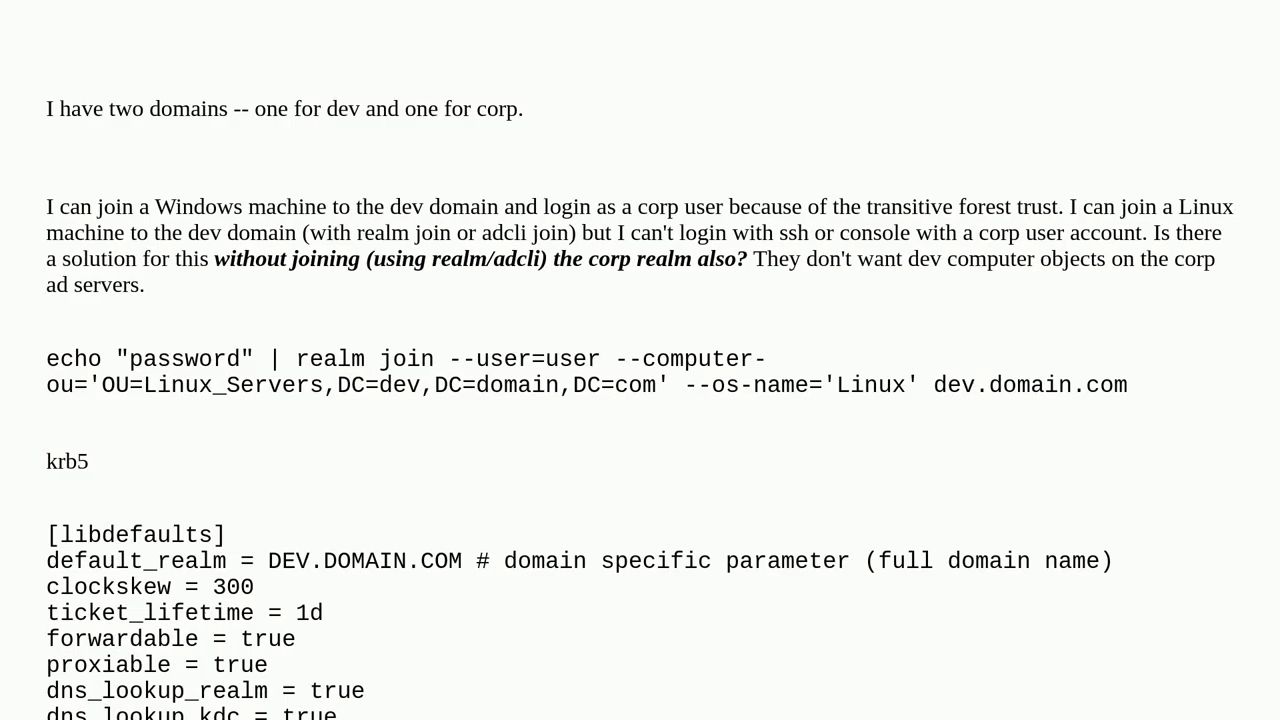 I have two domains -- one for dev and one for corp.
I can join a Windows machine to the dev domain and login as a corp user because of the transitive forest trust. I can join a Linux
machine to the dev domain (with realm join or adcli join) but I can't login with ssh or console with a corp user account. Is there
a solution for this without joining (using realm/adcli) the corp realm also? They don't want dev computer objects on the corp
ad servers.
echo "password" | realm join --user=user --computer-
ou='OU=Linux_Servers,DC=dev,DC=domain,DC=com' --os-name='Linux' dev.domain.com
krb5
[libdefaults]
default_realm = DEV.DOMAIN.COM # domain specific parameter (full domain name)
clockskew = 300
ticket_lifetime = 1d
forwardable = true
proxiable = true
dns_lookup_realm = true
dns_lookup_kdc = true